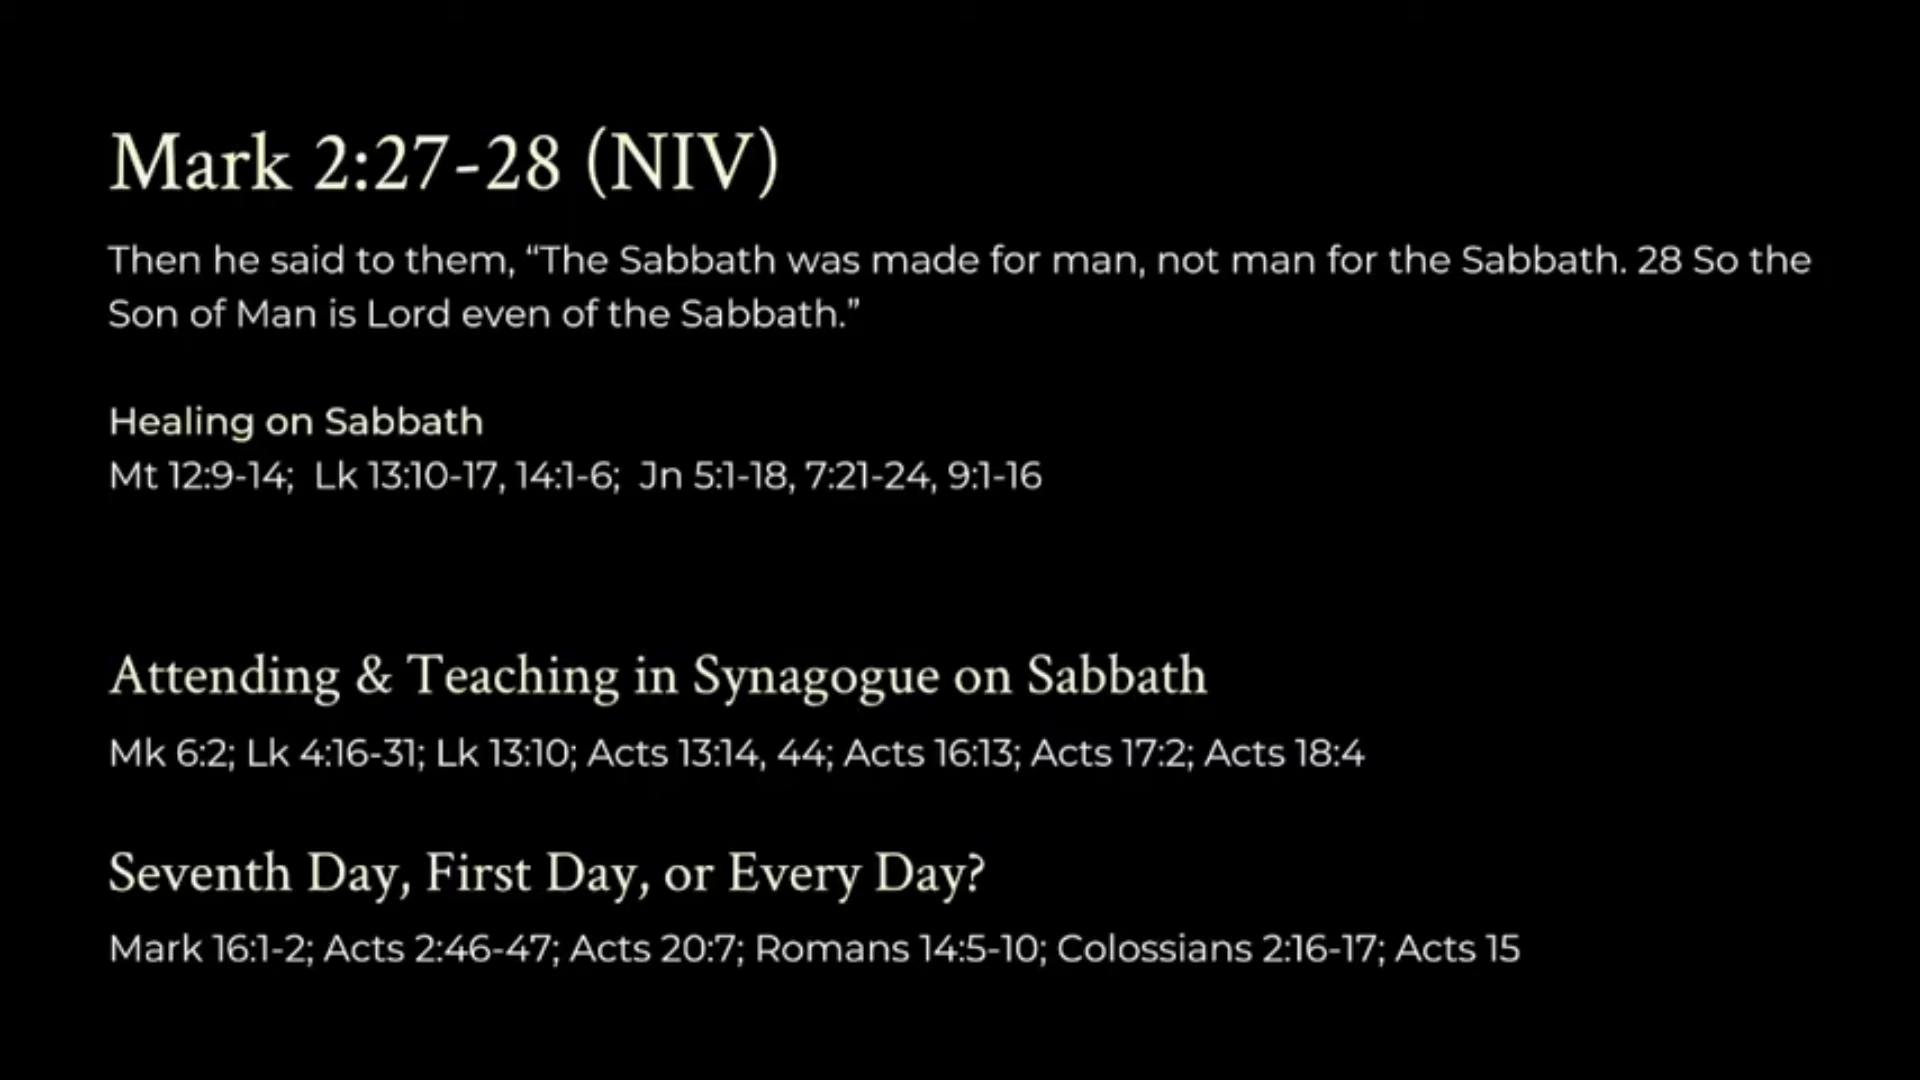 Mark 2:27-28 (NIV)
Then he said to them, “The Sabbath was made for man, not man for the Sabbath. 28 So the
Son of Man is Lord even of the Sabbath.”
Healing on Sabbath
Mt 12:9-14;  Lk 13:10-17, 14:1-6;  Jn 5:1-18, 7:21-24, 9:1-16
Attending & Teaching in Synagogue on Sabbath
Mk 6:2; Lk 4:16-31; Lk 13:10; Acts 13:14, 44; Acts 16:13; Acts 17:2; Acts 18:4
Seventh Day, First Day, or Every Day?
Mark 16:1-2; Acts 2:46-47; Acts 20:7; Romans 14:5-10; Colossians 2:16-17; Acts 15